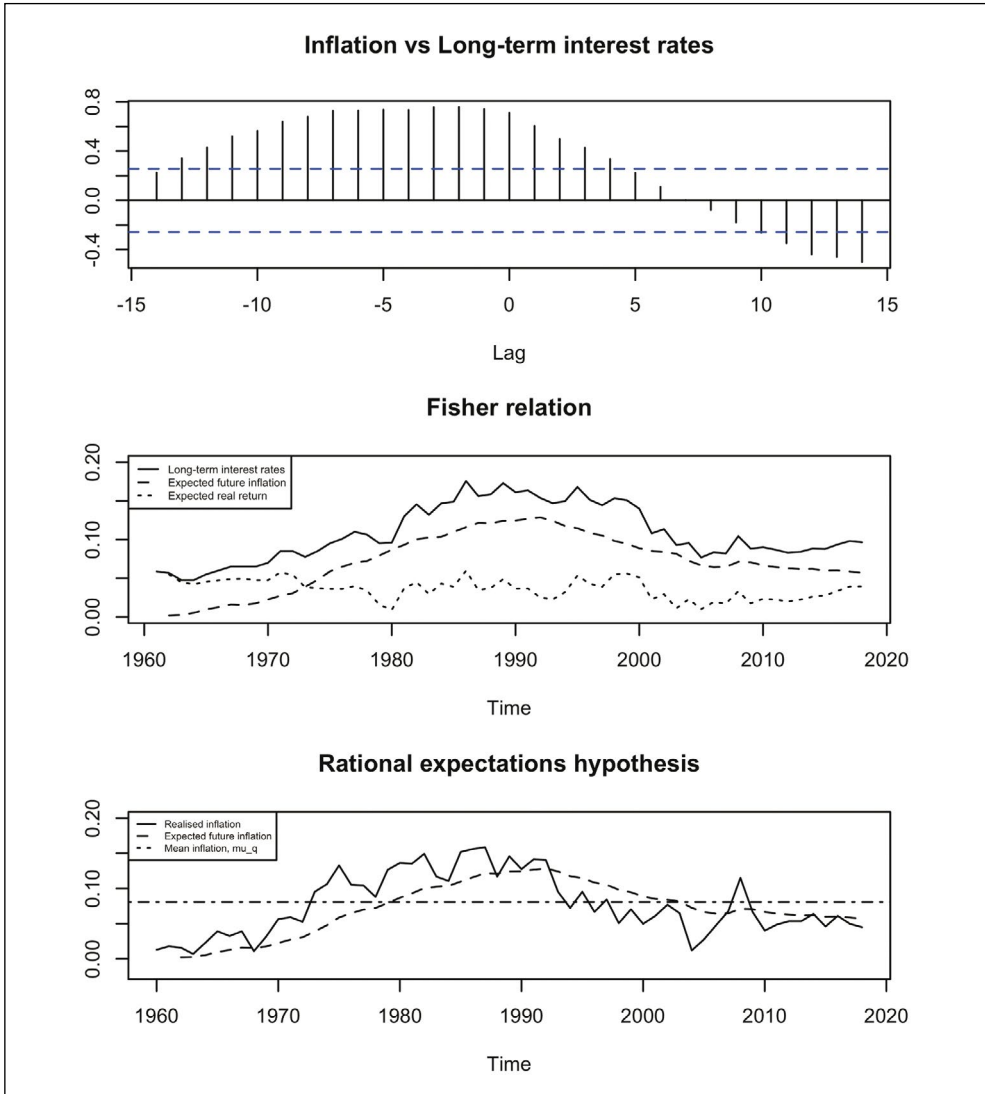 Inflation vs Long-term interest rates
0.8
0.4
0.0
-0.4
-15 -10 -5 0 5 10 15
Lag
Fisher relation
0.20
0.10
0.00
Long-term interest rates
Expected future inflation
Expected real return
1960 1970 1980 1990 2000 2010 2020
Time
Rational expectations hypothesis
0.20
0.10
0.00
Realised inflation
Expected future inflation
Mean inflation, mu_q
1960 1970 1980 1990 2000 2010 2020
Time